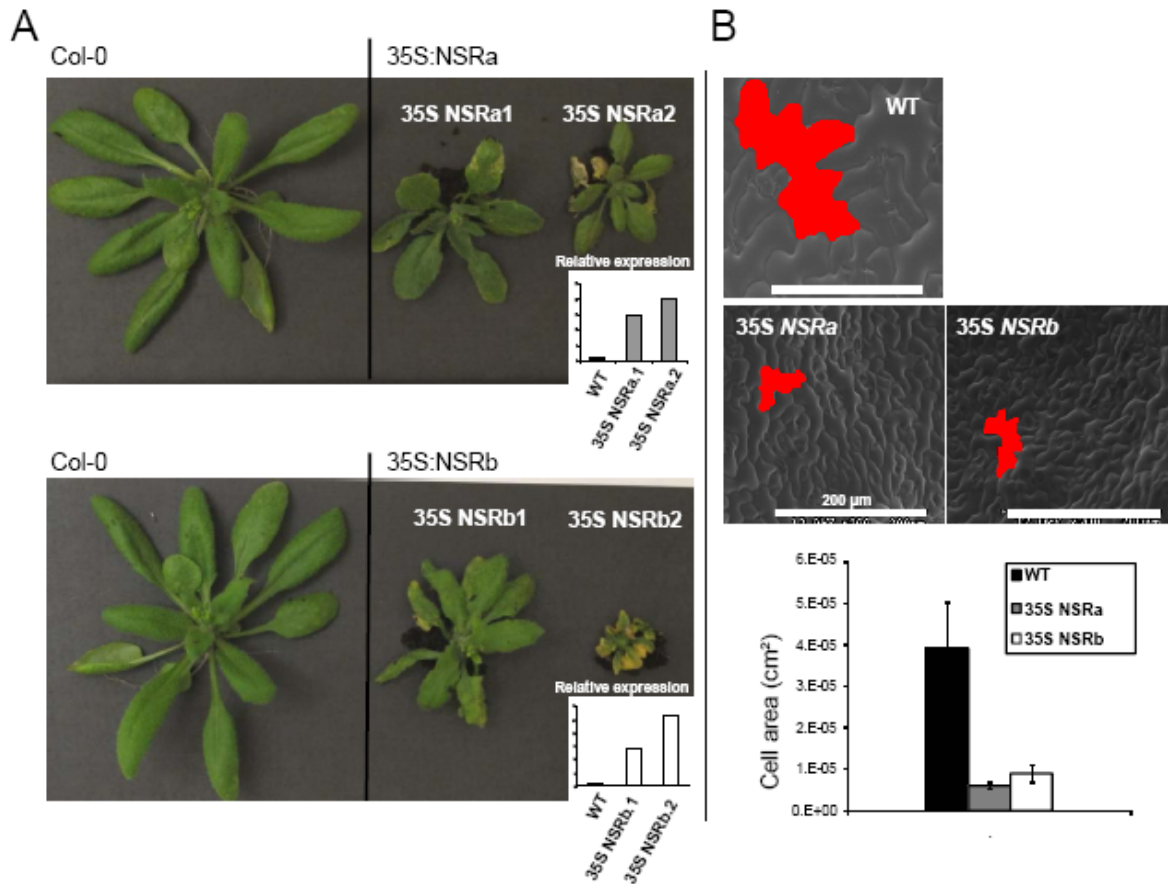 A
Col-0
35S:NSRa
35S NSRa1
35S NSRa2
Relative expression
WT
35S NSRa.1
35S NSRa.2
Col-0
35S:NSRb
35S NSRb1
35S NSRb2
Relative expression
WT
35S NSRb.1
35S NSRb.2
B
WT
35S NSRa
35S NSRb
200 µm
Cell area (cm²)
6.E-05
5.E-05
4.E-05
3.E-05
2.E-05
1.E-05
0.E+00
WT
35S NSRa
35S NSRb